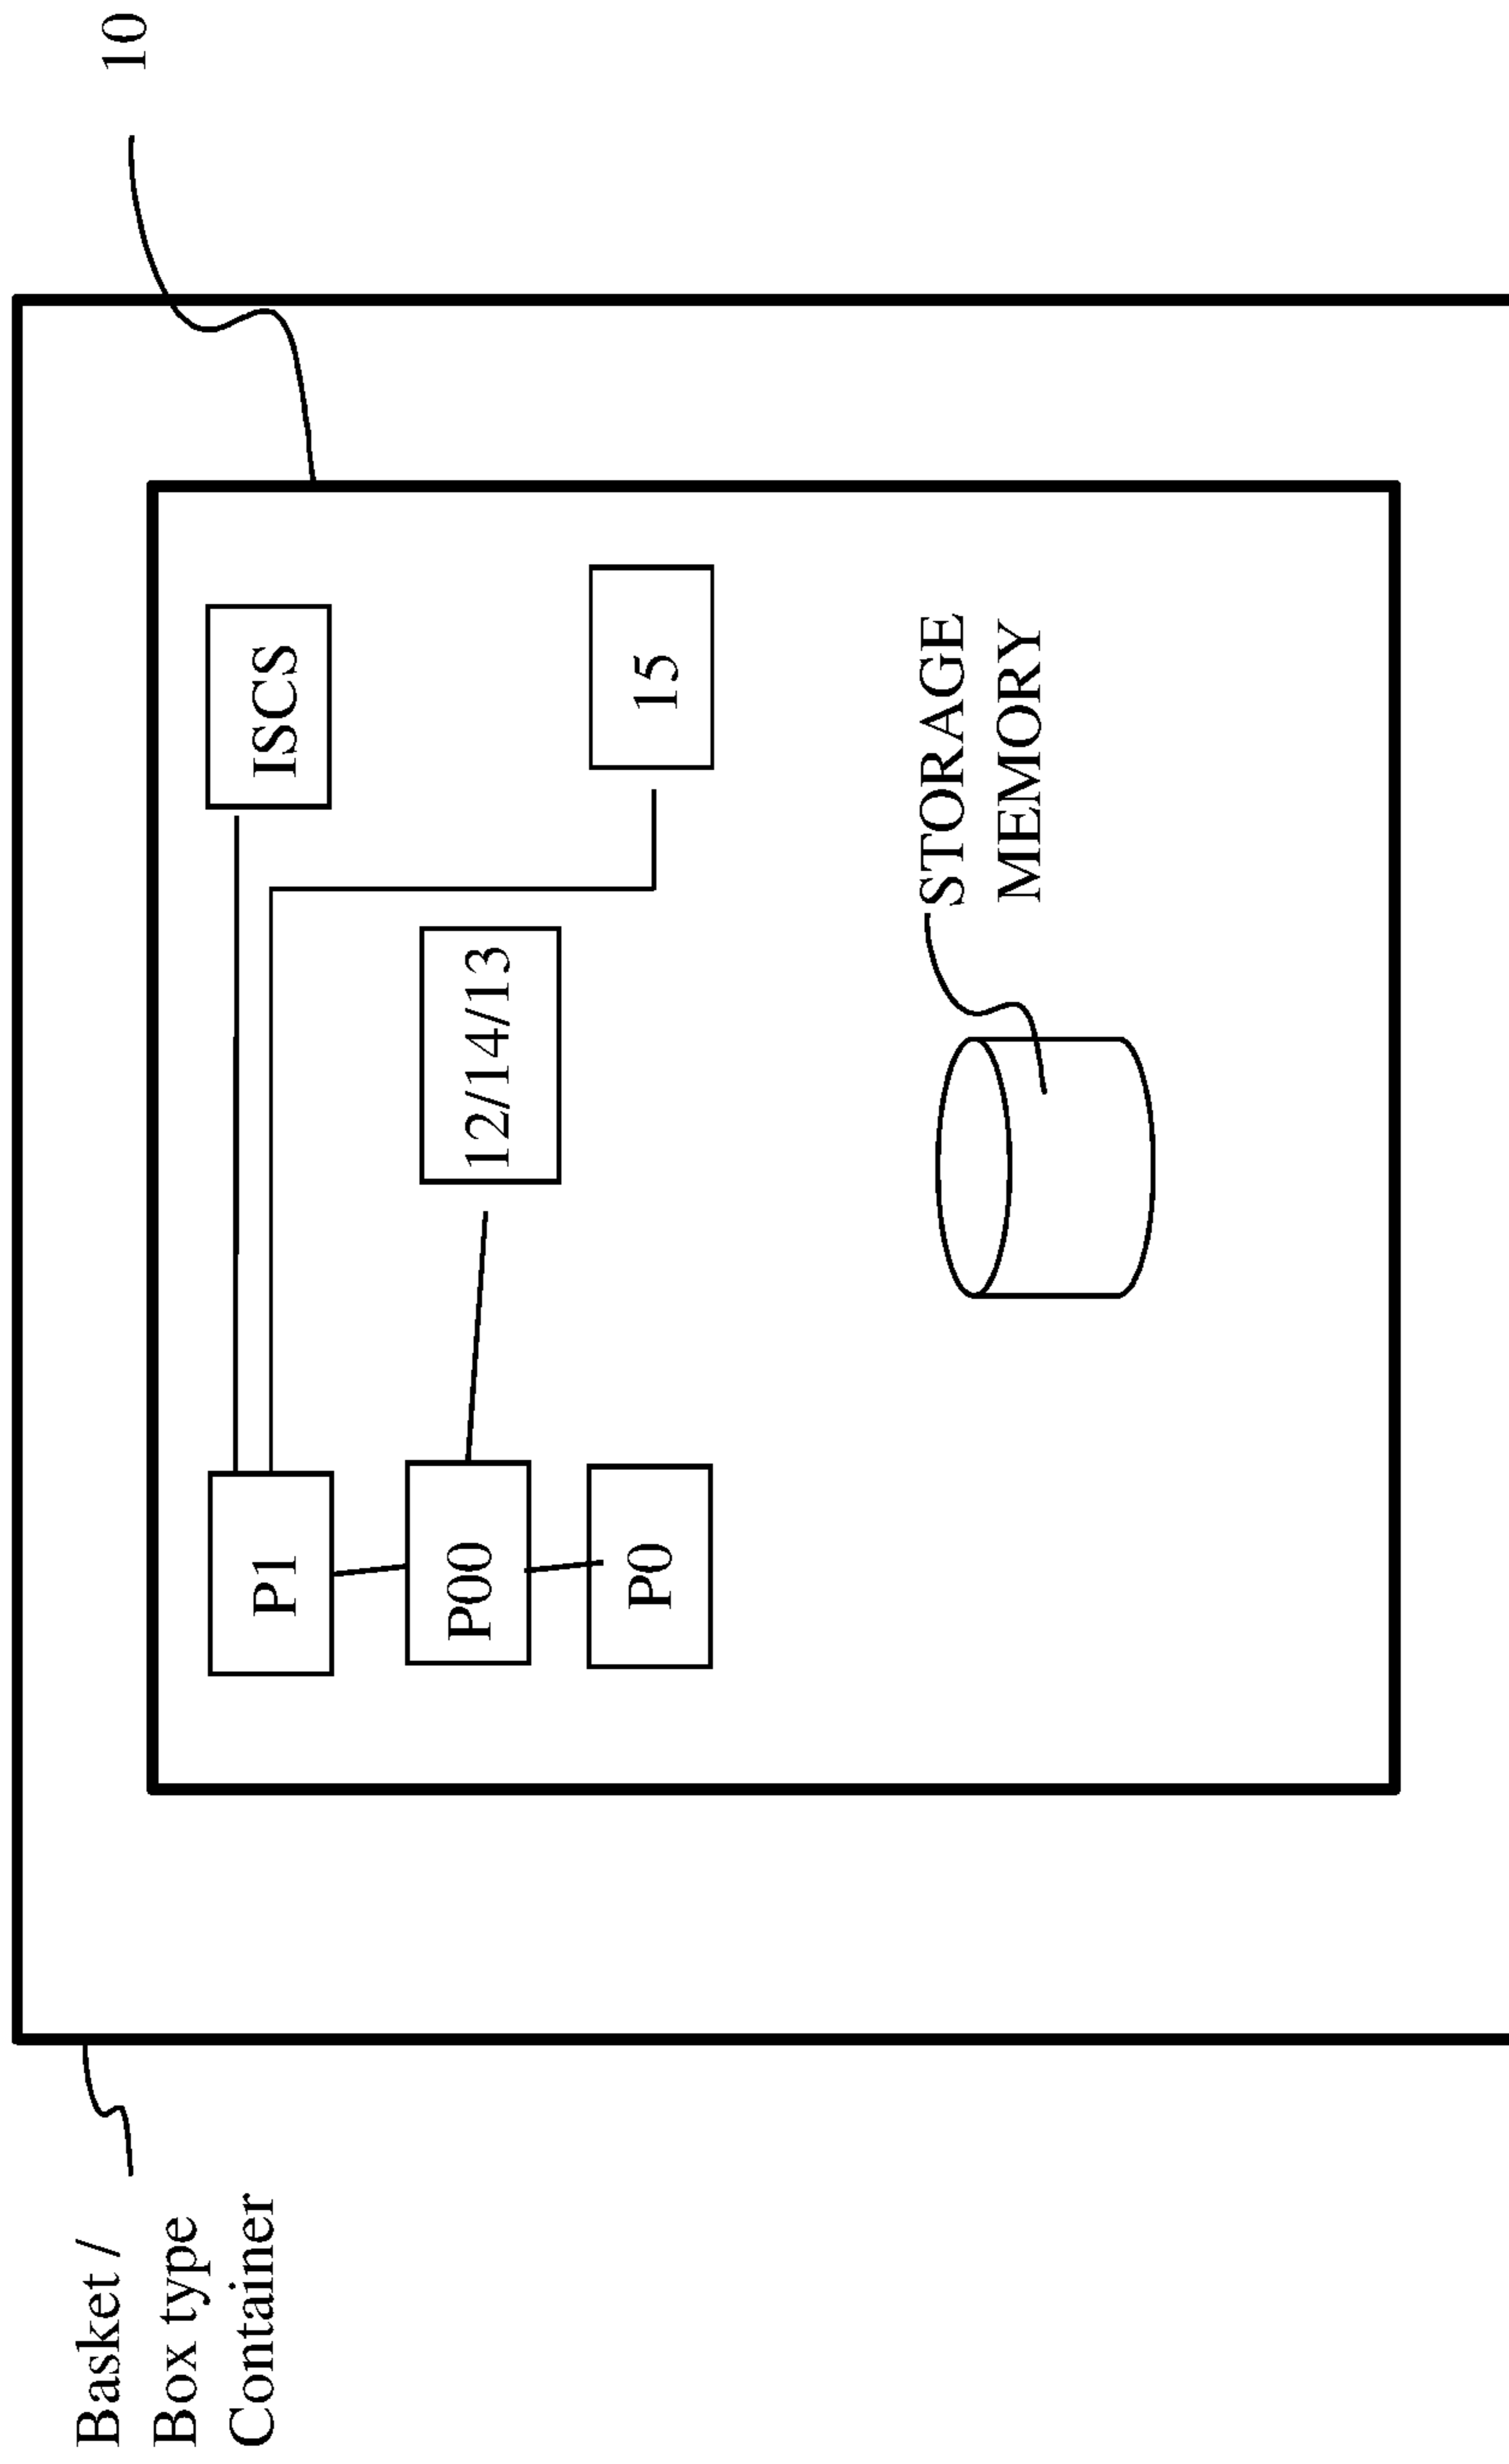 Basket /
Box type
Container
10
P1
ISCS
P00
12/14/13
P0
15
STORAGE
MEMORY